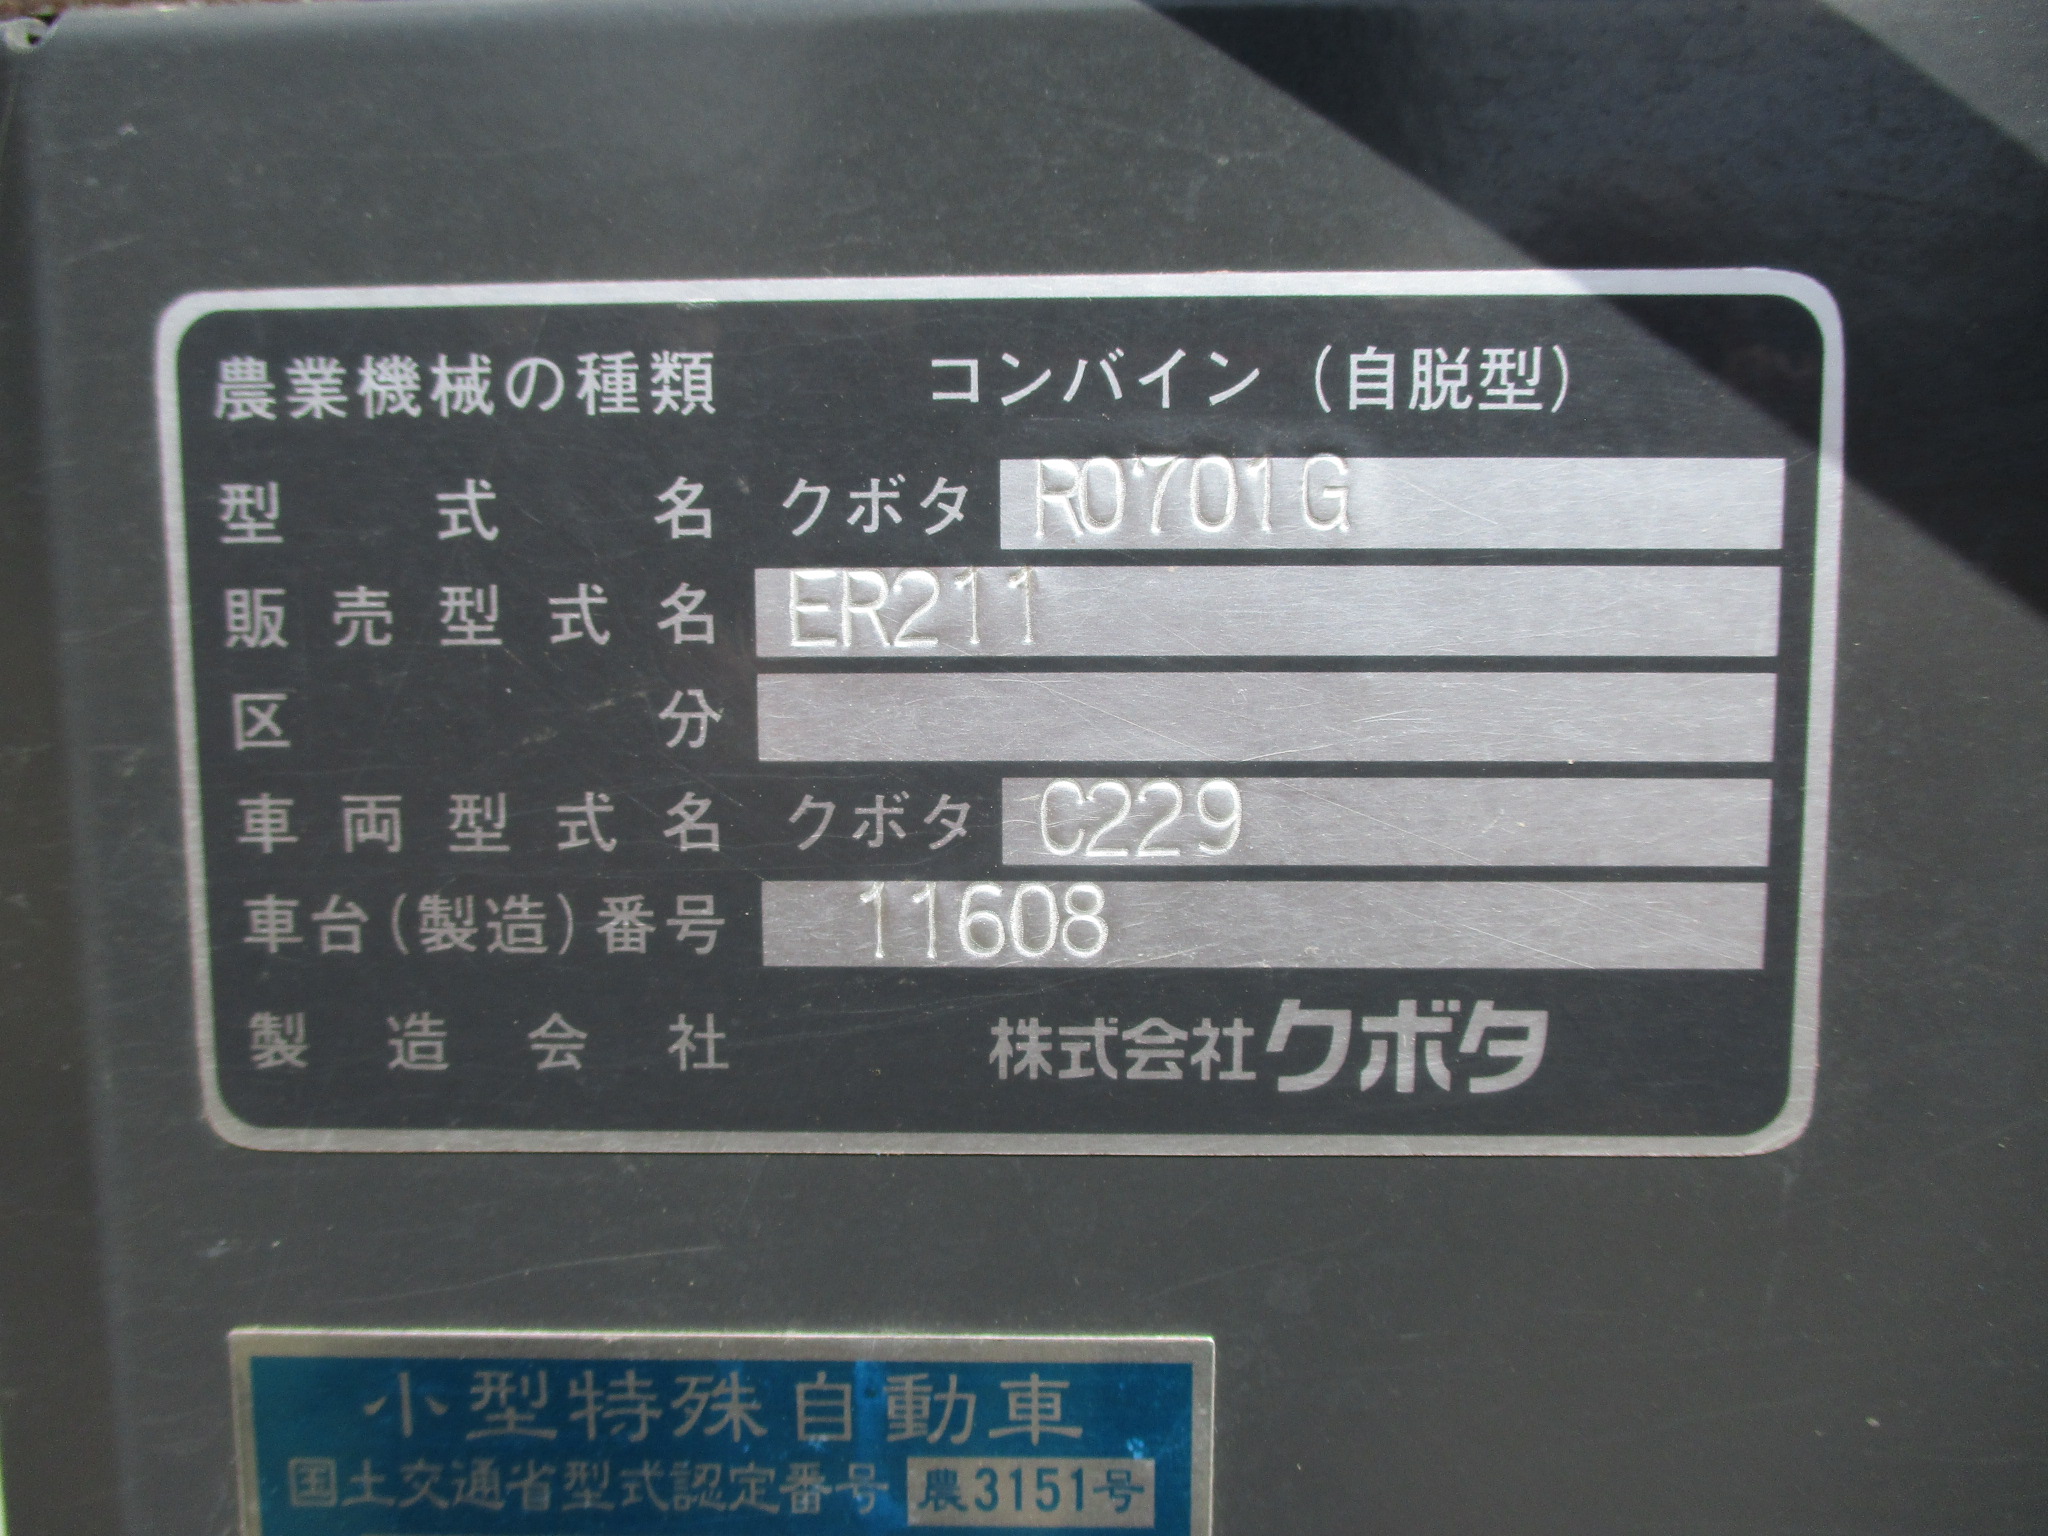 農業機械の種類 コンバイン（自脱型）
型式名 クボタ R0701G
販売型式名 ER211
区分
車両型式名 クボタ C229
車台(製造)番号 11608
製造会社 株式会社クボタ
小型特殊自動車
国土交通省型式認定番号 農3151号